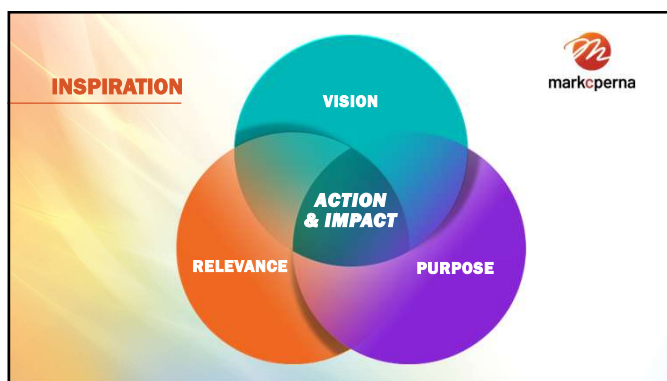 INSPIRATION
markcperna
VISION
ACTION
& IMPACT
RELEVANCE
PURPOSE